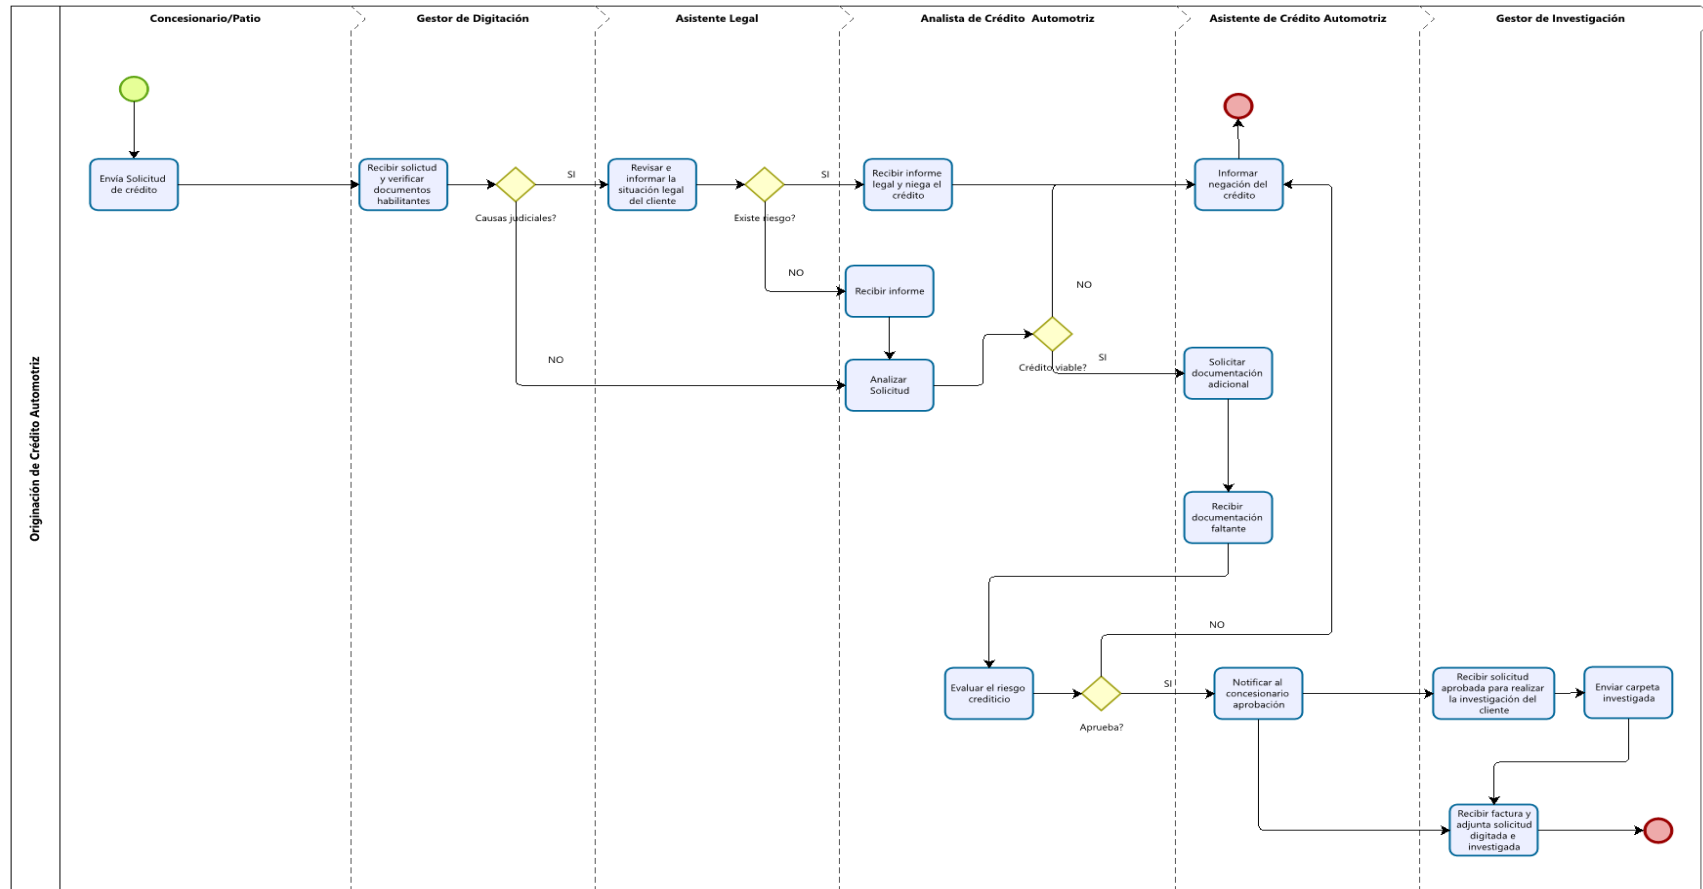 Concesionario/Patio
Gestor de Digitación
Asistente Legal
Analista de Crédito Automotriz
Asistente de Crédito Automotriz
Gestor de Investigación
Originación de Crédito Automotriz
Envía Solicitud
de crédito
Recibir solictud
y verificar
documentos
habilitantes
Causas judiciales?
SI
NO
Revisar e
informar la
situación legal
del cliente
Existe riesgo?
SI
NO
Recibir informe
legal y niega el
crédito
Informar
negación del
crédito
Recibir informe
Analizar
Solicitud
Crédito viable?
NO
SI
Solicitar
documentación
adicional
Recibir
documentación
faltante
Evaluar el riesgo
crediticio
Aprueba?
NO
SI
Notificar al
concesionario
aprobación
Recibir solicitud
aprobada para realizar
la investigación del
cliente
Enviar carpeta
investigada
Recibir factura y
adjunta solicitud
digitada e
investigada